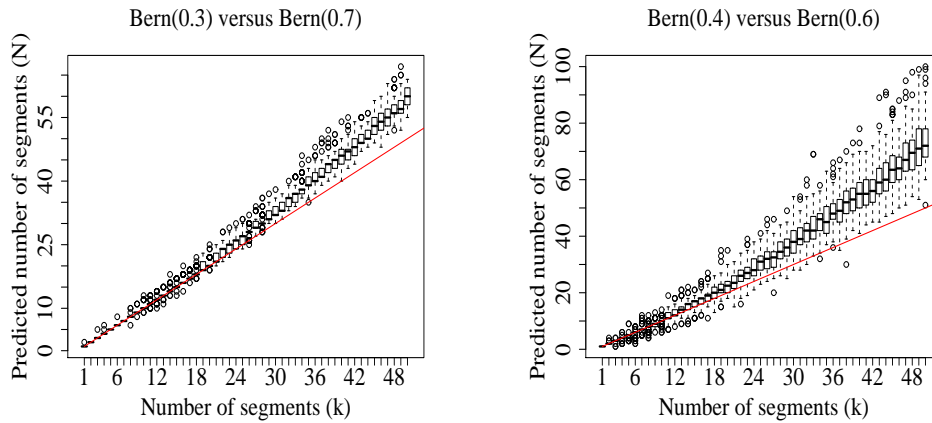 Bern(0.3) versus Bern(0.7)
Predicted number of segments (N)
55
40
25
10
0
1 6 12 18 24 30 36 42 48
Number of segments (k)
Bern(0.4) versus Bern(0.6)
Predicted number of segments (N)
100
80
60
40
20
0
1 6 12 18 24 30 36 42 48
Number of segments (k)